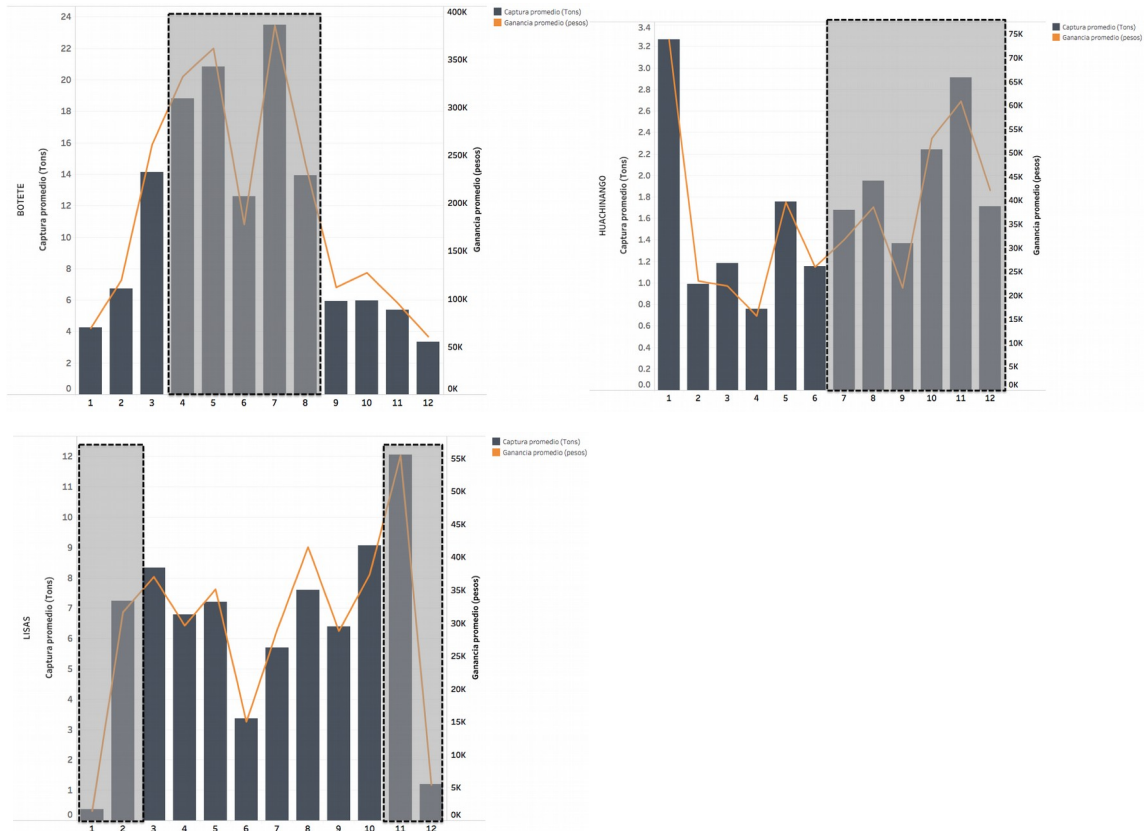 BOTETE
Captura promedio (Tons)
24
22
20
18
16
14
12
10
8
6
4
2
0
400K
350K
300K
250K
200K
150K
100K
50K
0K
Ganancia promedio (pesos)
1 2 3 4 5 6 7 8 9 10 11 12
Captura promedio (Tons)
Ganancia promedio (pesos)
HUACHINANGO
Captura promedio (Tons)
3.4
3.2
3.0
2.8
2.6
2.4
2.2
2.0
1.8
1.6
1.4
1.2
1.0
0.8
0.6
0.4
0.2
0.0
75K
70K
65K
60K
55K
50K
45K
40K
35K
30K
25K
20K
15K
10K
5K
0K
Ganancia promedio (pesos)
1 2 3 4 5 6 7 8 9 10 11 12
Captura promedio (Tons)
Ganancia promedio (pesos)
LISAS
Captura promedio (Tons)
12
11
10
9
8
7
6
5
4
3
2
1
0
55K
50K
45K
40K
35K
30K
25K
20K
15K
10K
5K
0K
Ganancia promedio (pesos)
1 2 3 4 5 6 7 8 9 10 11 12
Captura promedio (Tons)
Ganancia promedio (pesos)